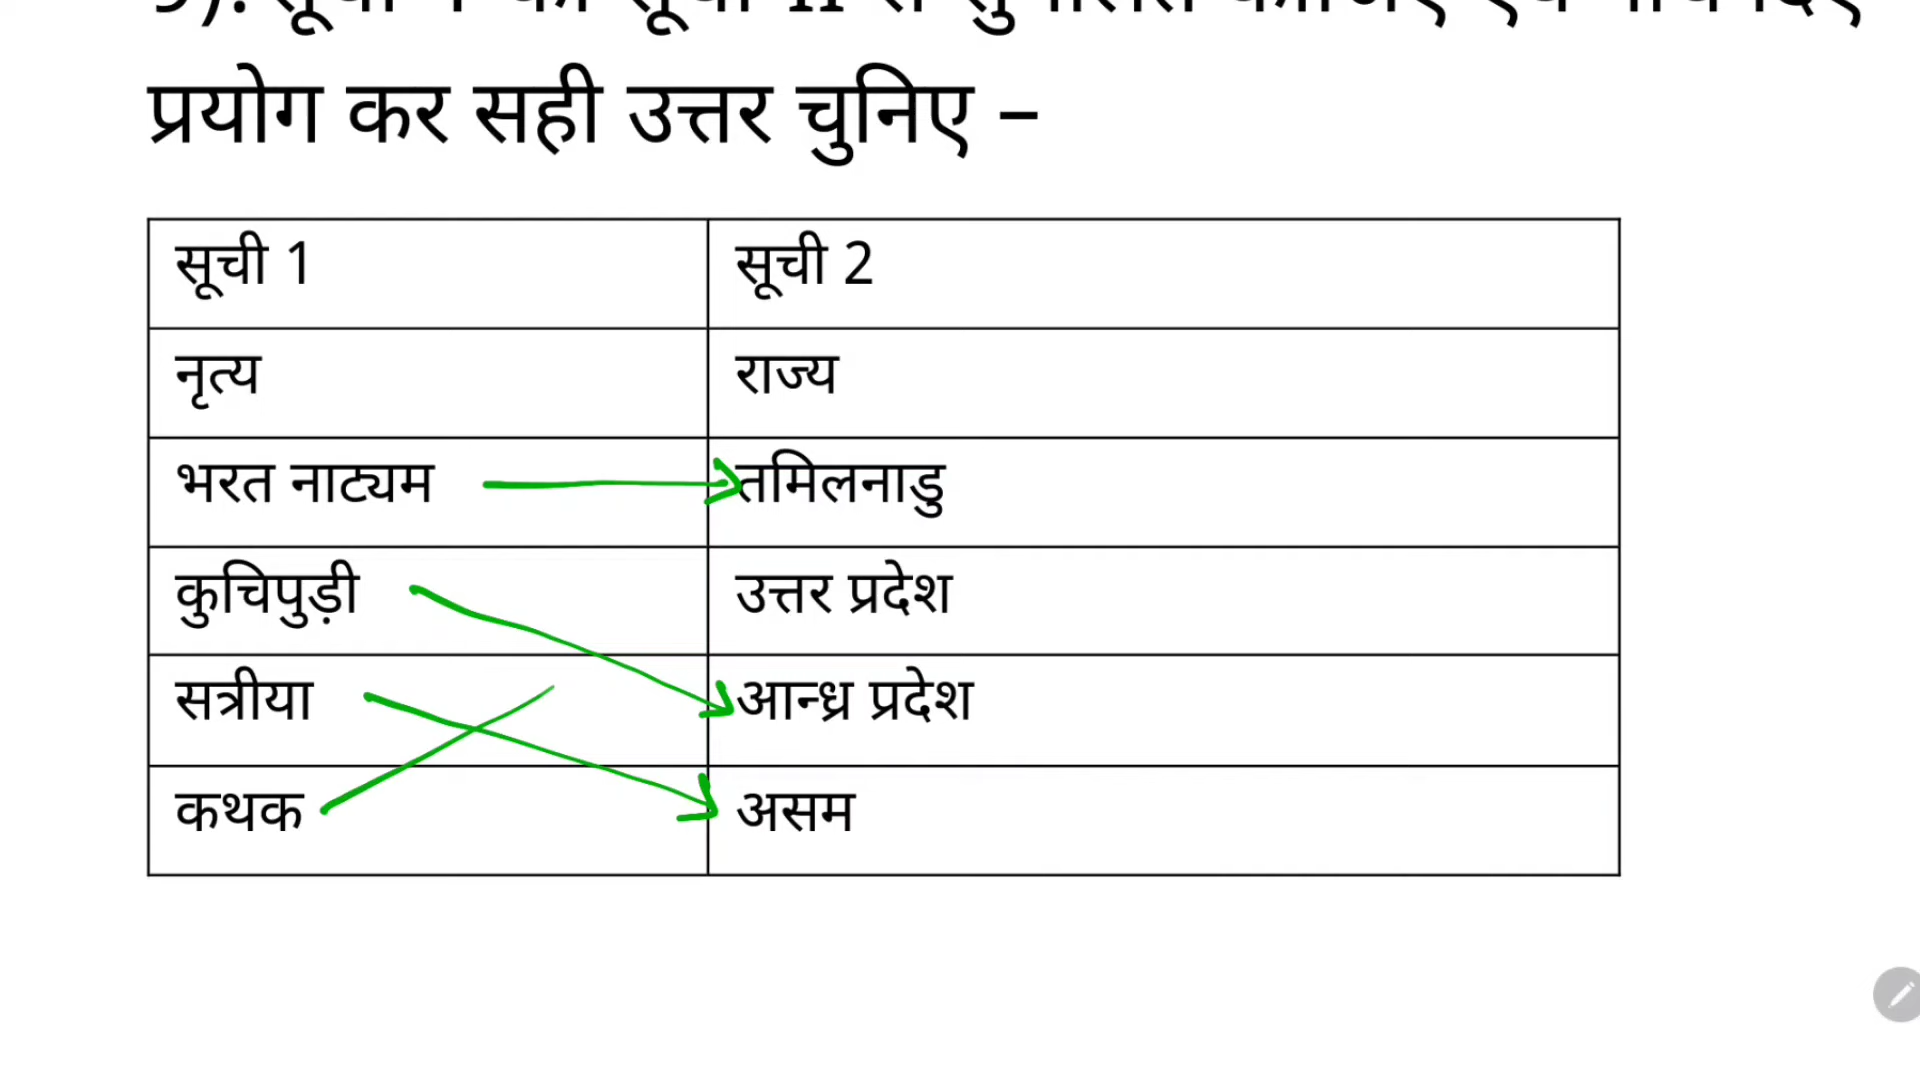 प्रयोग कर सही उत्तर चुनिए –
सूची 1 सूची 2
नृत्य राज्य
भरत नाट्यम तमिलनाडु
कुचिपुड़ी उत्तर प्रदेश
सत्रीया आन्ध्र प्रदेश
कथक असम